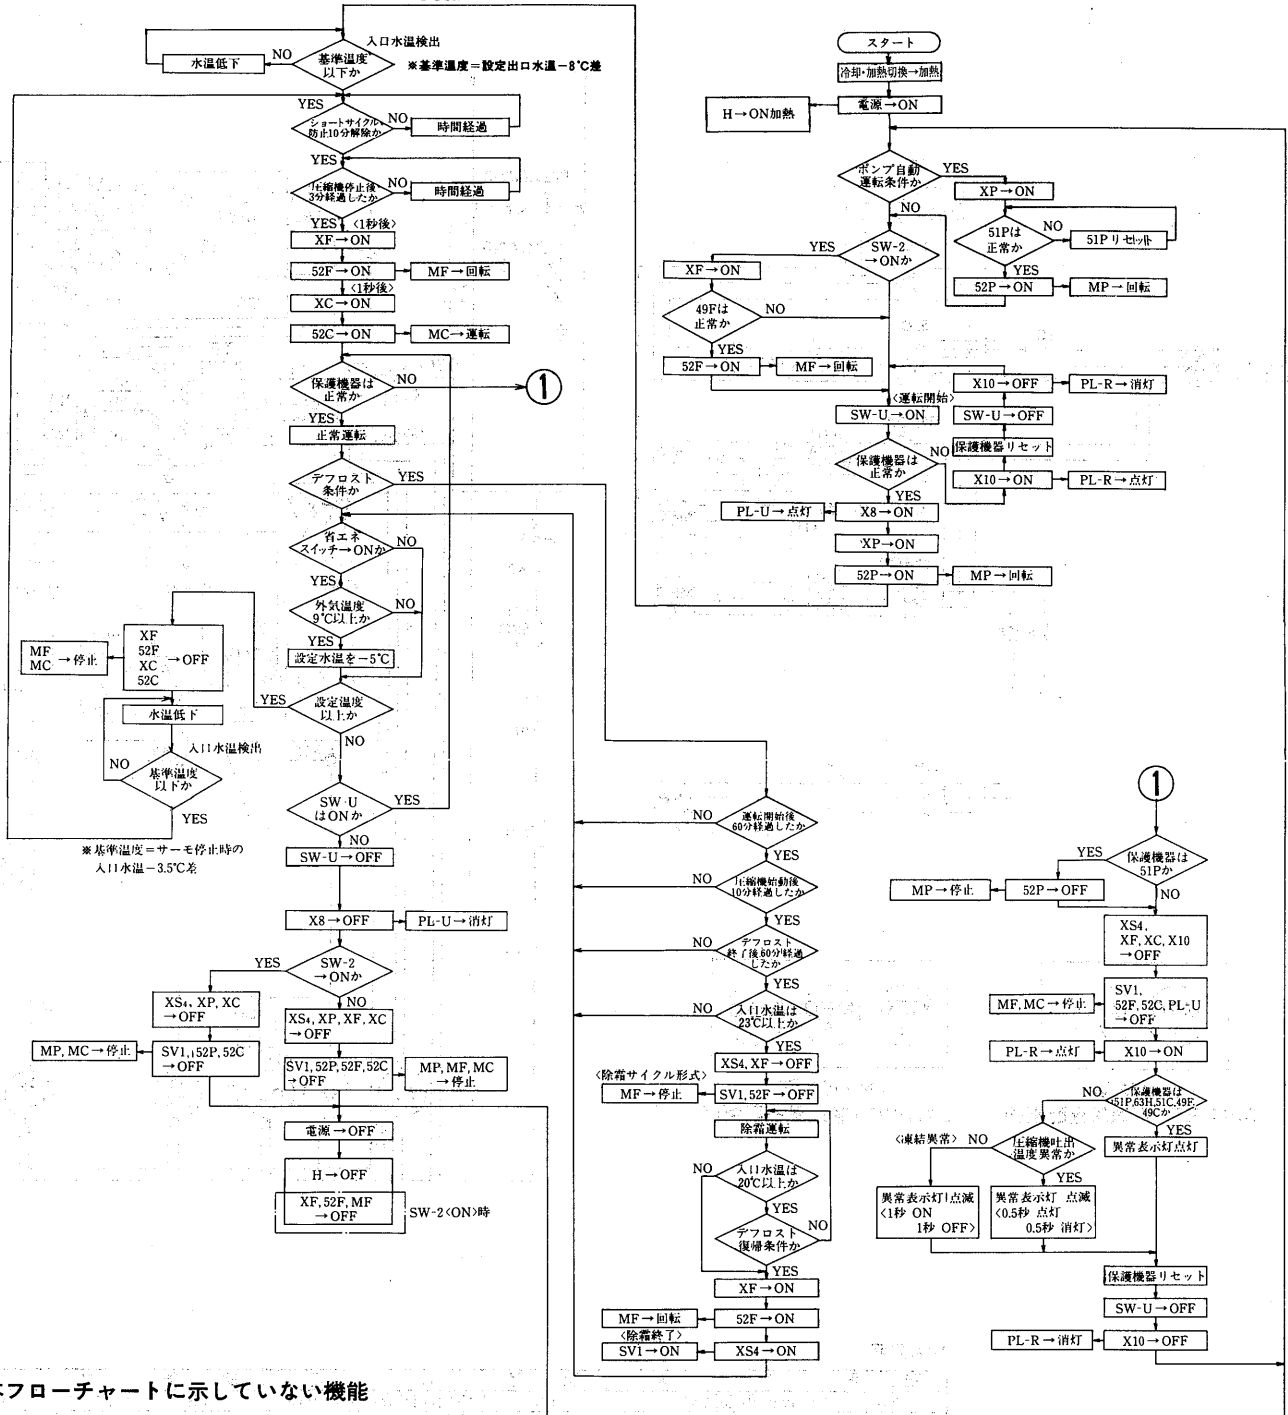 入口水温検出
基準温度
以下か
NO
水温低下
※基準温度＝設定出口水温－8℃差
YES
ショートサイクル
防止10分解除か
NO
時間経過
YES
圧縮機停止後
3分経過したか
NO
時間経過
YES 〈1秒後〉
XF→ON
52F→ON
MF→回転
〈1秒後〉
XC→ON
52C→ON
MC→運転
保護機器は
正常か
NO
①
YES
正常運転
デフロスト
条件か
YES
省エネ
スイッチ→ONか
NO
YES
外気温度
9℃以上か
NO
YES
設定水温を－5℃
設定温度
以上か
YES
NO
XF
52F
XC
52C
→OFF
MF
MC →停止
水温低下
入口水温検出
基準温度
以下か
NO
YES
※基準温度＝サーモ停止時の
入口水温－3.5℃差
SW-U
はONか
YES
NO
SW-U→OFF
X8→OFF
PL-U→消灯
SW-2
→ONか
YES
NO
XS4, XP, XC
→OFF
XS4, XP, XF, XC
→OFF
MP, MC→停止
SV1, 52P, 52C
→OFF
SV1, 52P, 52F, 52C
→OFF
MP, MF, MC
→停止
電源→OFF
H→OFF
XF, 52F, MF
→OFF
SW-2〈ON〉時
スタート
冷却・加熱切換→加熱
電源→ON
H→ON加熱
ポンプ自動
運転条件か
YES
NO
XP→ON
51Pは
正常か
NO
51Pリセット
YES
52P→ON
MP→回転
SW-2
→ONか
YES
XF→ON
49Fは
正常か
NO
YES
52F→ON
MF→回転
X10→OFF
PL-R→消灯
〈運転開始〉
SW-U→ON
SW-U→OFF
保護機器は
正常か
NO
保護機器リセット
X10→ON
PL-R→点灯
YES
PL-U→点灯
X8→ON
XP→ON
52P→ON
MP→回転
運転開始後
60分経過したか
NO
YES
圧縮機始動後
10分経過したか
NO
YES
デフロスト
終了後60分経過
したか
NO
YES
入口水温は
23℃以上か
NO
YES
XS4, XF→OFF
〈除霜サイクル形式〉
MF→停止
SV1, 52F→OFF
除霜運転
入口水温は
20℃以上か
NO
YES
デフロスト
復帰条件か
NO
YES
XF→ON
MF→回転
52F→ON
〈除霜終了〉
SV1→ON
XS4→ON
①
保護機器は
51Pか
YES
NO
MP→停止
52P→OFF
XS4,
XF, XC, X10
→OFF
MF, MC→停止
SV1,
52F, 52C, PL-U
→OFF
PL-R→点灯
X10→ON
保護機器は
51P,63H,51C,49F,
49Cか
NO
YES
異常表示灯点灯
圧縮機吐出
温度異常か
〈凍結異常〉
NO
YES
異常表示灯 点滅
〈1秒 ON
1秒 OFF〉
異常表示灯 点滅
〈0.5秒 点灯
0.5秒 消灯〉
保護機器リセット
SW-U→OFF
PL-R→消灯
X10→OFF
フローチャートに示していない機能